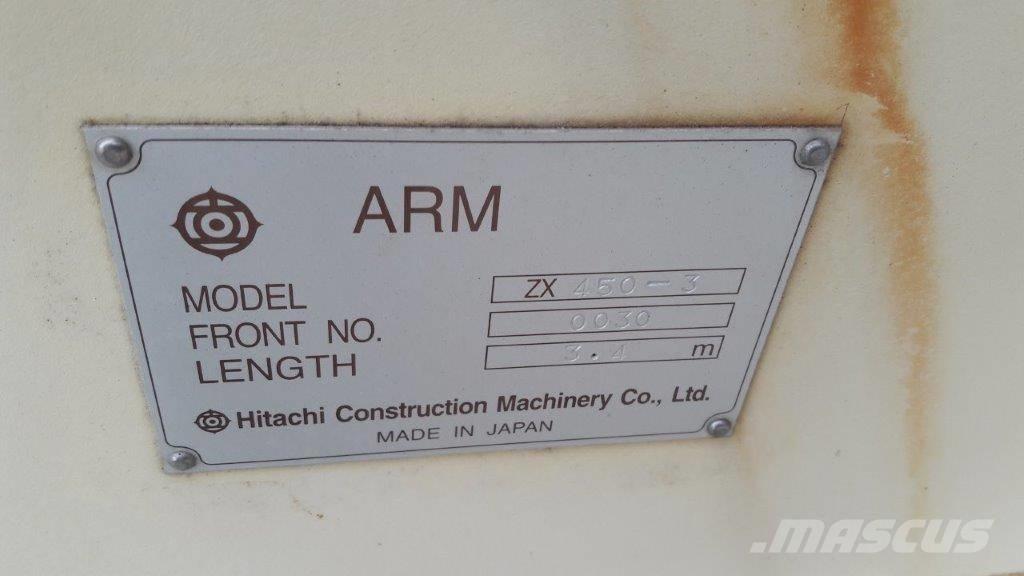 ARM
MODEL ZX 450-3
FRONT NO. 0030
LENGTH 3.4 m
Hitachi Construction Machinery Co., Ltd.
MADE IN JAPAN
.MASCUS